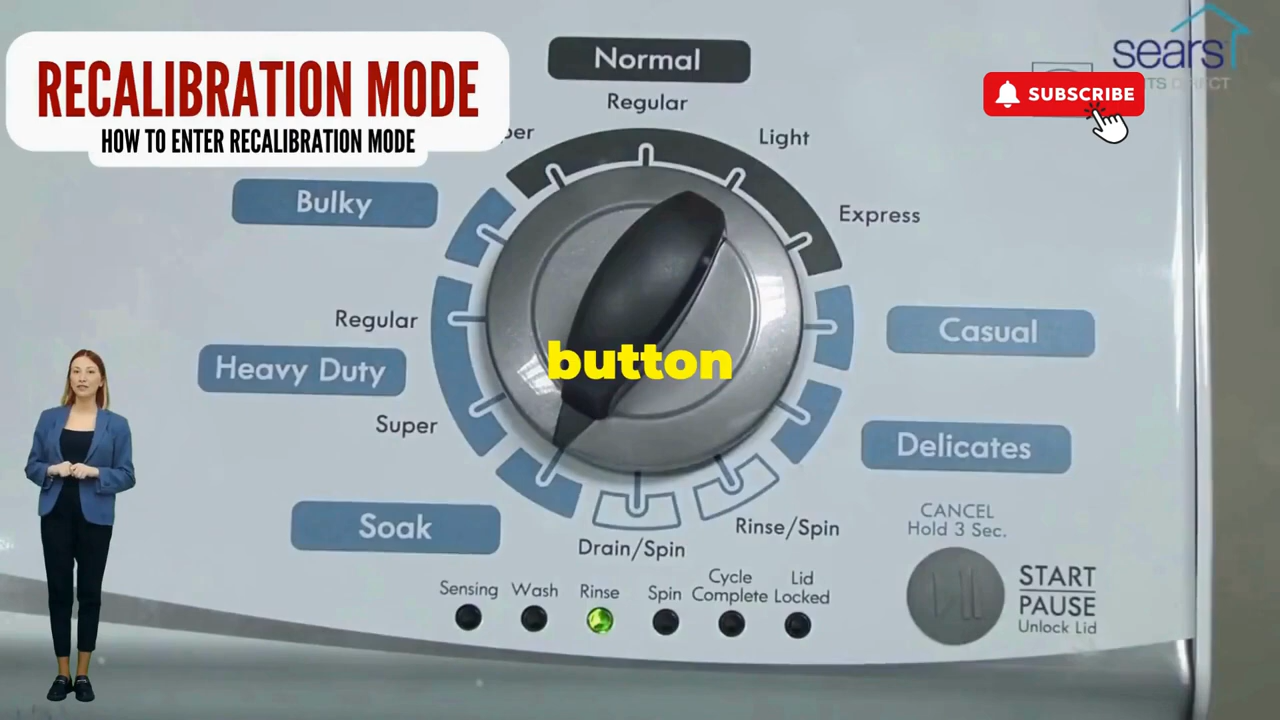 sears
RECALIBRATION MODE
HOW TO ENTER RECALIBRATION MODE
SUBSCRIBE
Normal
Regular
Light
Bulky
Express
Regular
Casual
Heavy Duty
button
Super
Delicates
Soak
Rinse/Spin
Drain/Spin
CANCEL
Hold 3 Sec.
Sensing
Wash
Rinse
Spin
Cycle
Complete
Lid
Locked
START
PAUSE
Unlock Lid